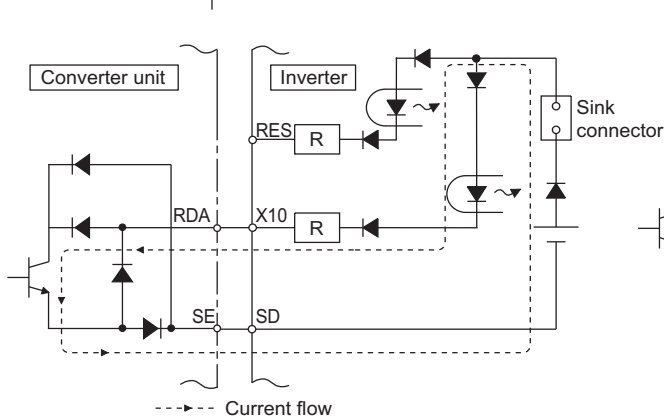 Converter unit
Inverter
Sink
connector
RES
R
RDA
X10
R
SE
SD
Current flow